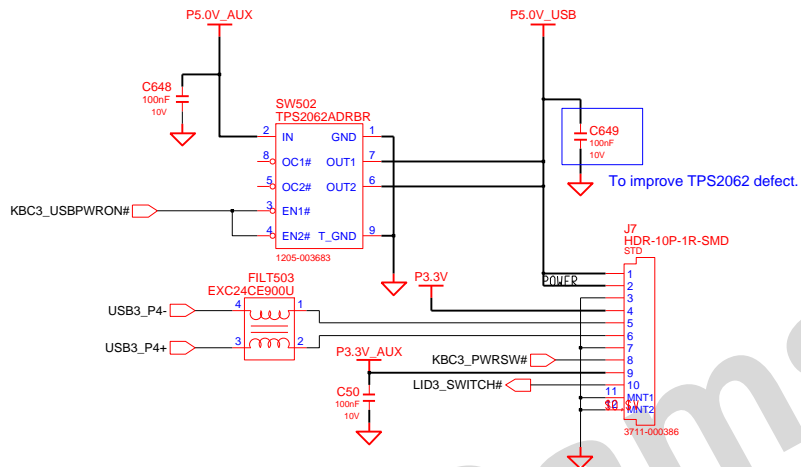 P5.0V_AUX
P5.0V_USB
C648
100nF
10V
SW502
TPS2062ADRBR
2 IN GND 1
8 OC1# OUT1 7
5 OC2# OUT2 6
3 EN1#
4 EN2# T_GND 9
1205-003683
C649
100nF
10V
To improve TPS2062 defect.
KBC3_USBPWRON#
J7
HDR-10P-1R-SMD
STD
FILT503
EXC24CE900U
USB3_P4- 4 1
USB3_P4+ 3 2
P3.3V
POWER
1
2
3
4
5
6
7
8
9
10
11 MNT1
MNT2
3711-000386
P3.3V_AUX
KBC3_PWRSW#
LID3_SWITCH#
C50
100nF
10V